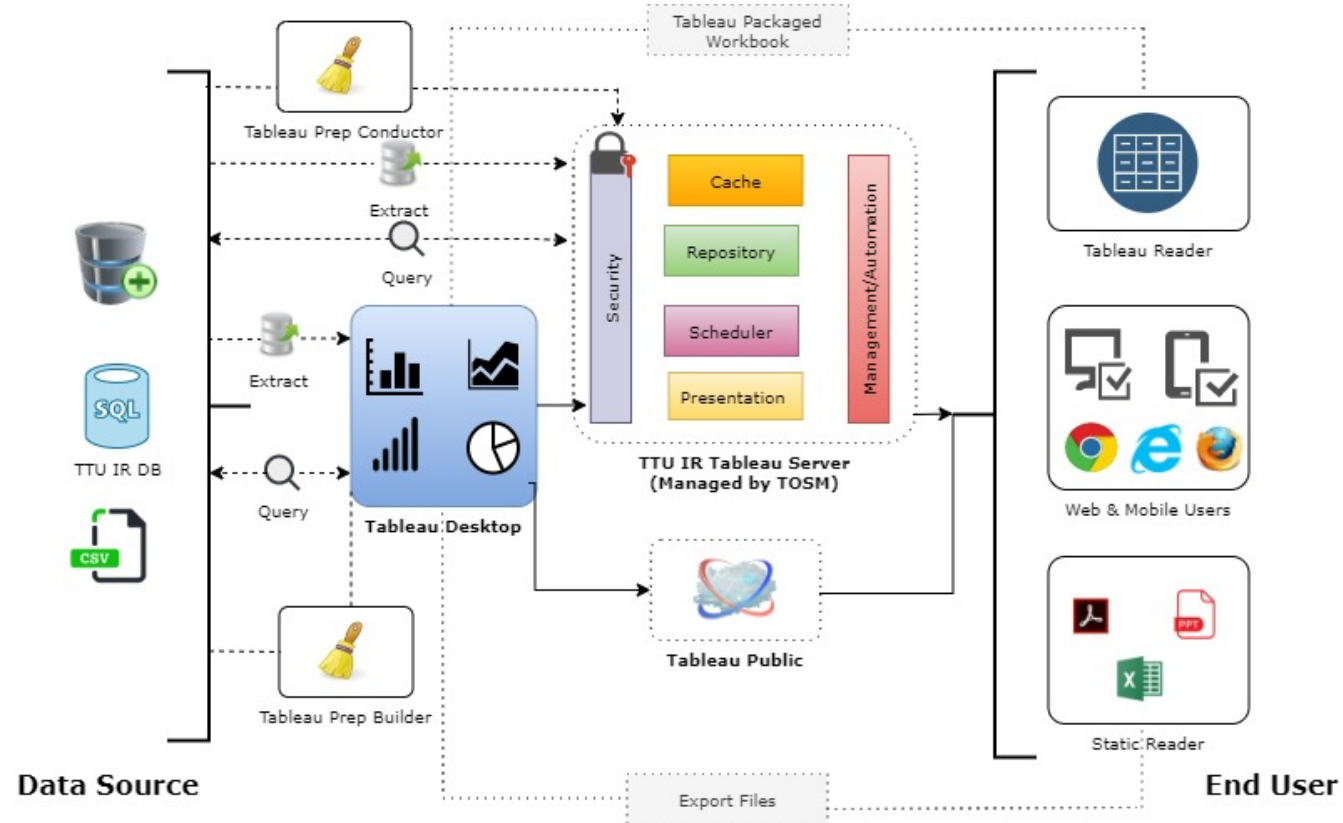 Tableau Packaged
Workbook
Tableau Prep Conductor
Extract
Query
Extract
SQL
TTU IR DB
Query
CSV
Tableau Desktop
Tableau Prep Builder
Data Source
Security
Cache
Repository
Scheduler
Presentation
Management/Automation
TTU IR Tableau Server
(Managed by TOSM)
Tableau Public
Export Files
Tableau Reader
Web & Mobile Users
PPT
X
Static Reader
End User